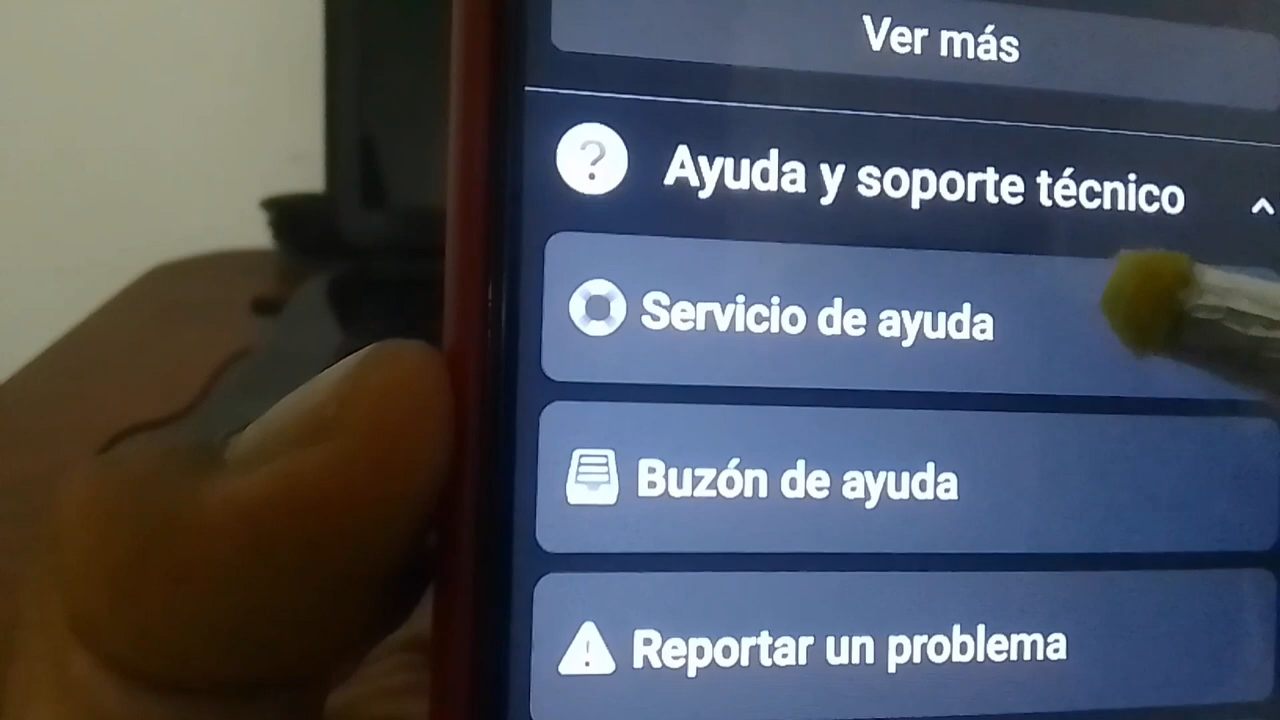 Ver más
Ayuda y soporte técnico
Servicio de ayuda
Buzón de ayuda
Reportar un problema